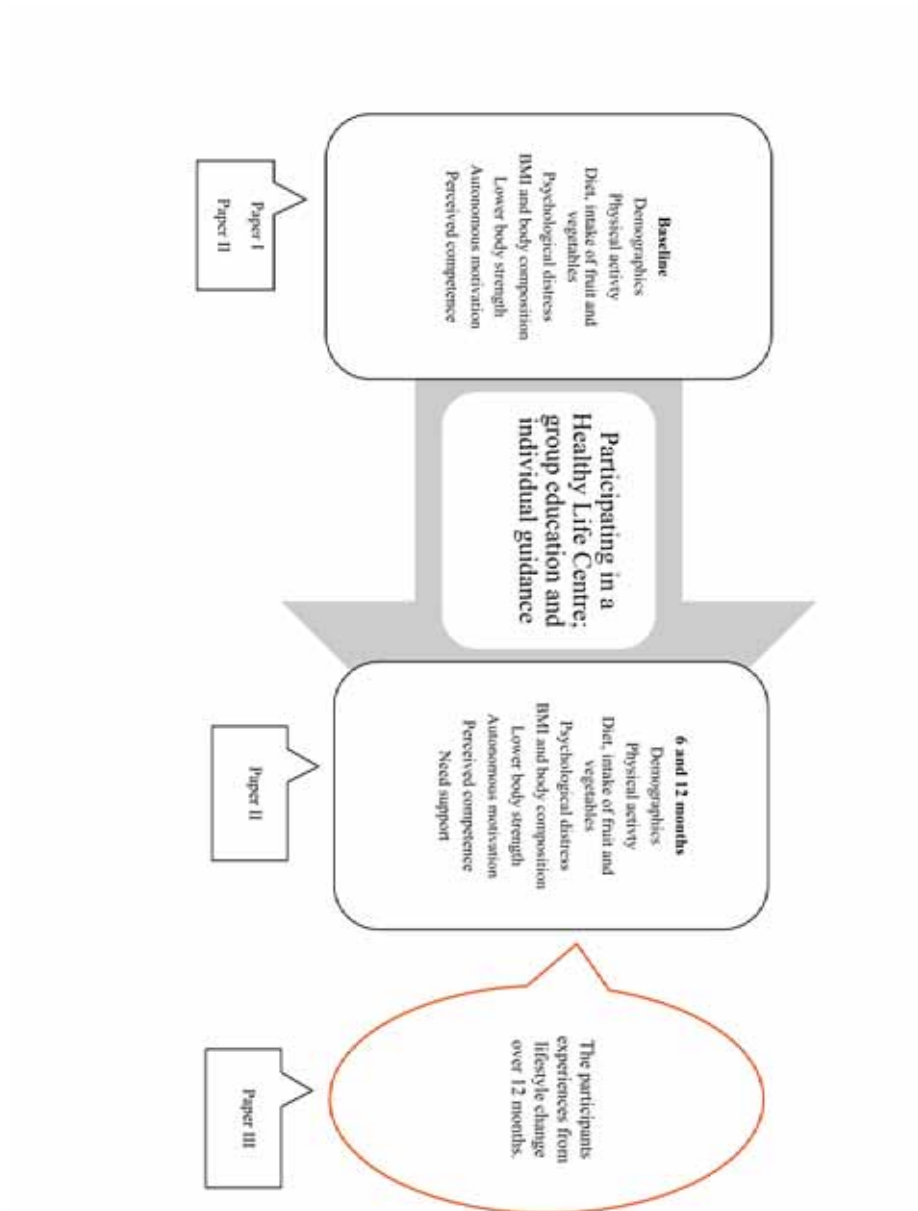 Baseline
Demographics
Physical activty
Diet, intake of fruit and
vegetables
Psychological distress
BMI and body composition
Lower body strength
Autonomous motivation
Perceived competence
Paper I
Paper II
Participating in a
Healthy Life Centre;
group education and
individual guidance
6 and 12 months
Demographics
Physical activty
Diet, intake of fruit and
vegetables
Psychological distress
BMI and body composition
Lower body strength
Autonomous motivation
Perceived competence
Need support
Paper II
The participants
experiences from
lifestyle change
over 12 months.
Paper III